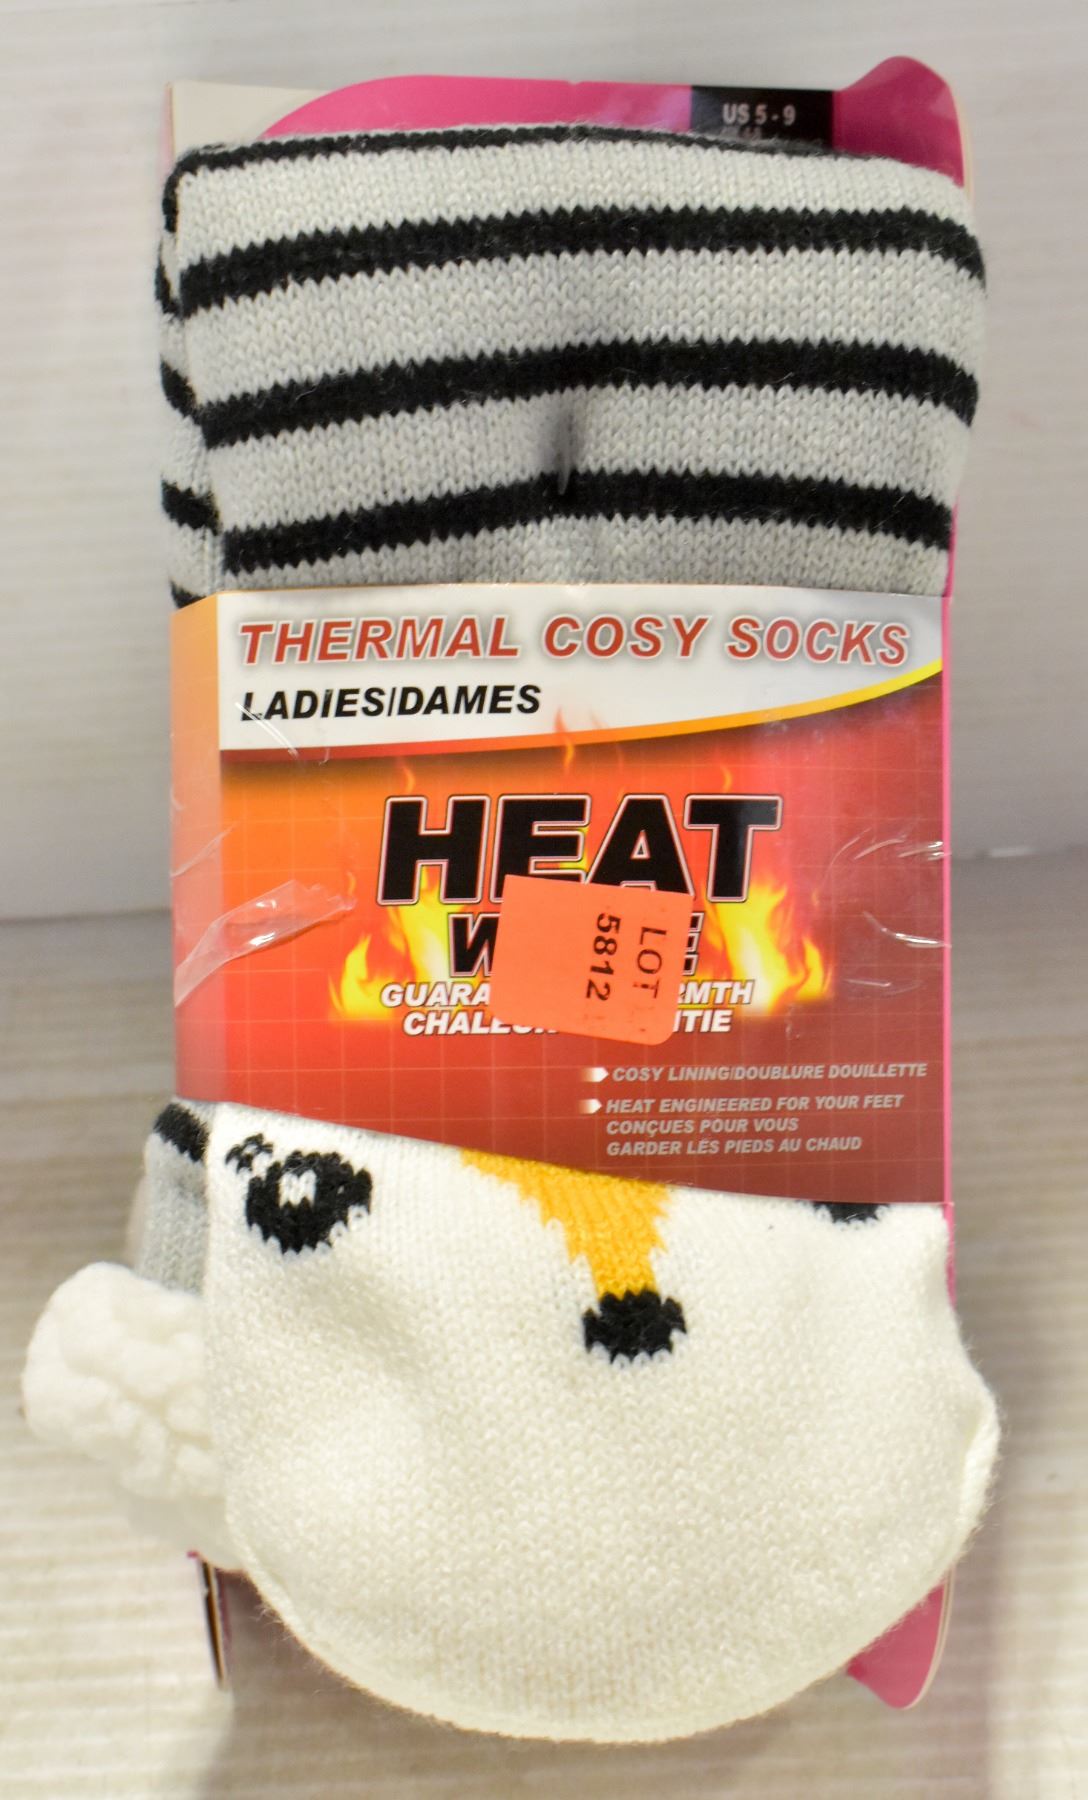 US 5-9
THERMAL COSY SOCKS
LADIES/DAMES
HEAT
LOT
5812
COSY LINING/DOUBLURE DOUILLETTE
HEAT ENGINEERED FOR YOUR FEET
CONÇUES POUR VOUS
GARDER LES PIEDS AU CHAUD